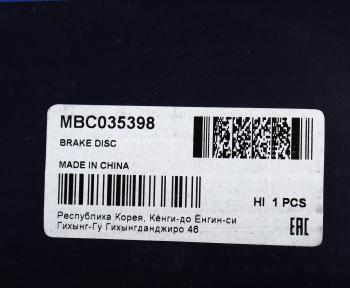 MBC035398
BRAKE DISC
MADE IN CHINA
HI 1 PCS
Республика Корея, Кёнги-до Ёнгин-си
Гихынг-Гу Гихынгданджиро 46
EAC